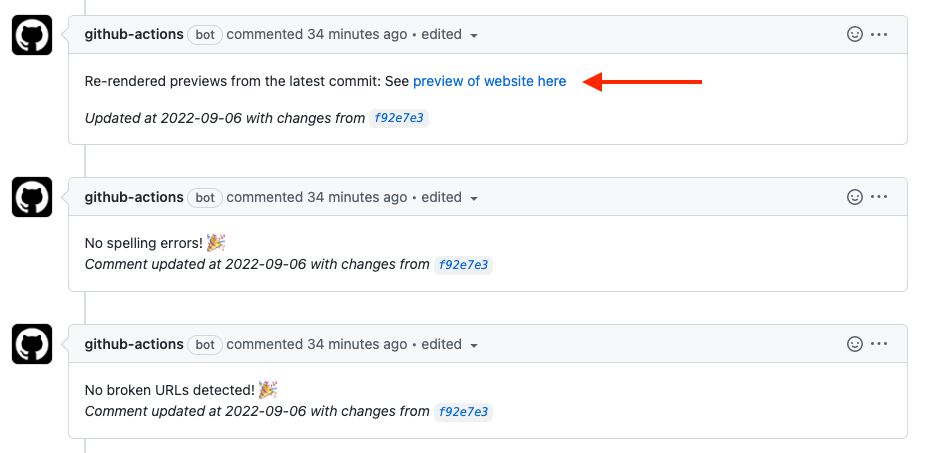 github-actions bot commented 34 minutes ago • edited
Re-rendered previews from the latest commit: See preview of website here
Updated at 2022-09-06 with changes from f92e7e3
github-actions bot commented 34 minutes ago • edited
No spelling errors! 🎉
Comment updated at 2022-09-06 with changes from f92e7e3
github-actions bot commented 34 minutes ago • edited
No broken URLs detected! 🎉
Comment updated at 2022-09-06 with changes from f92e7e3